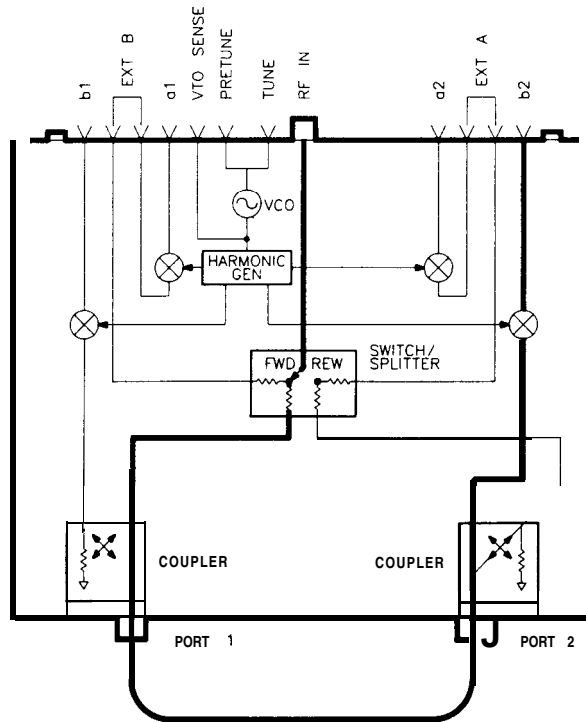 b1
EXT B
a1
VTO SENSE
PRETUNE
TUNE
RF IN
a2
EXT A
b2
VCO
HARMONIC
GEN
SWITCH/
SPLITTER
FWD REW
COUPLER
COUPLER
PORT 1
PORT 2